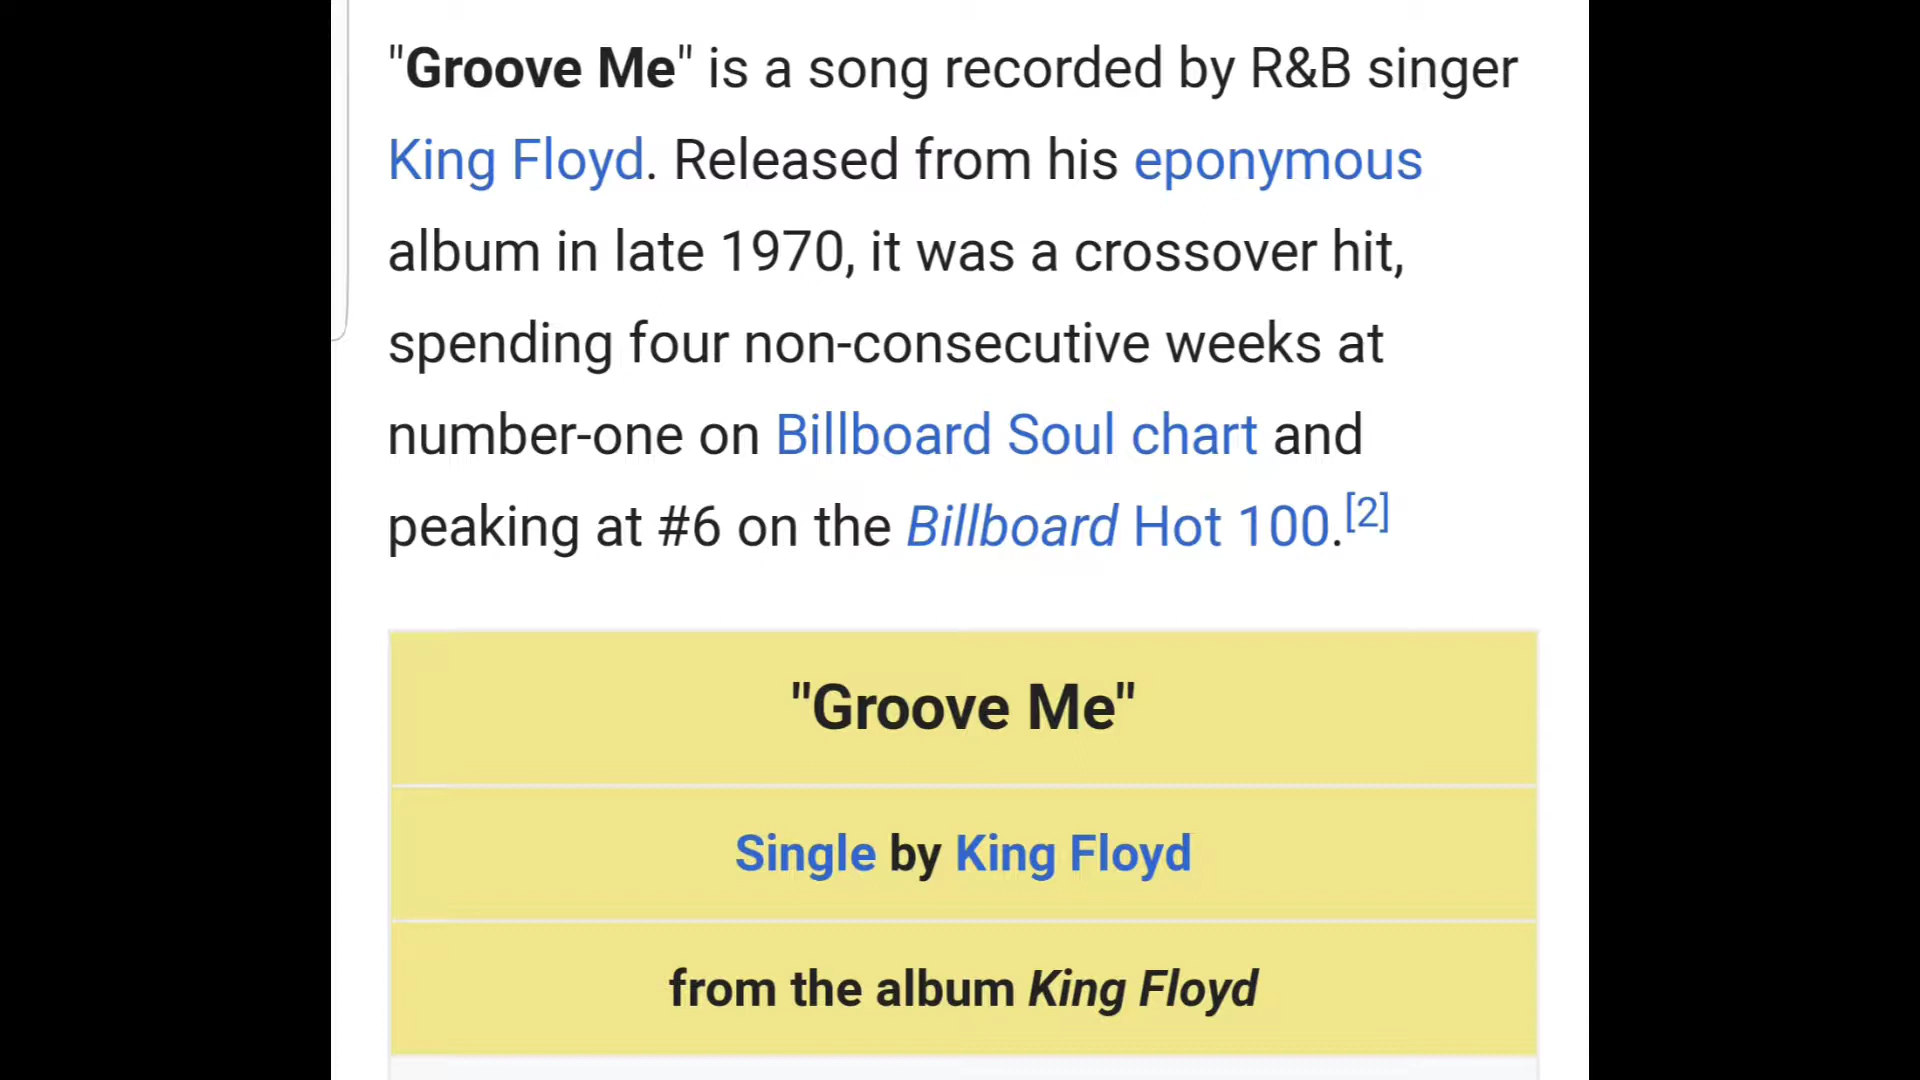 "Groove Me" is a song recorded by R&B singer
King Floyd. Released from his eponymous
album in late 1970, it was a crossover hit,
spending four non-consecutive weeks at
number-one on Billboard Soul chart and
peaking at #6 on the Billboard Hot 100.[2]
"Groove Me"
Single by King Floyd
from the album King Floyd